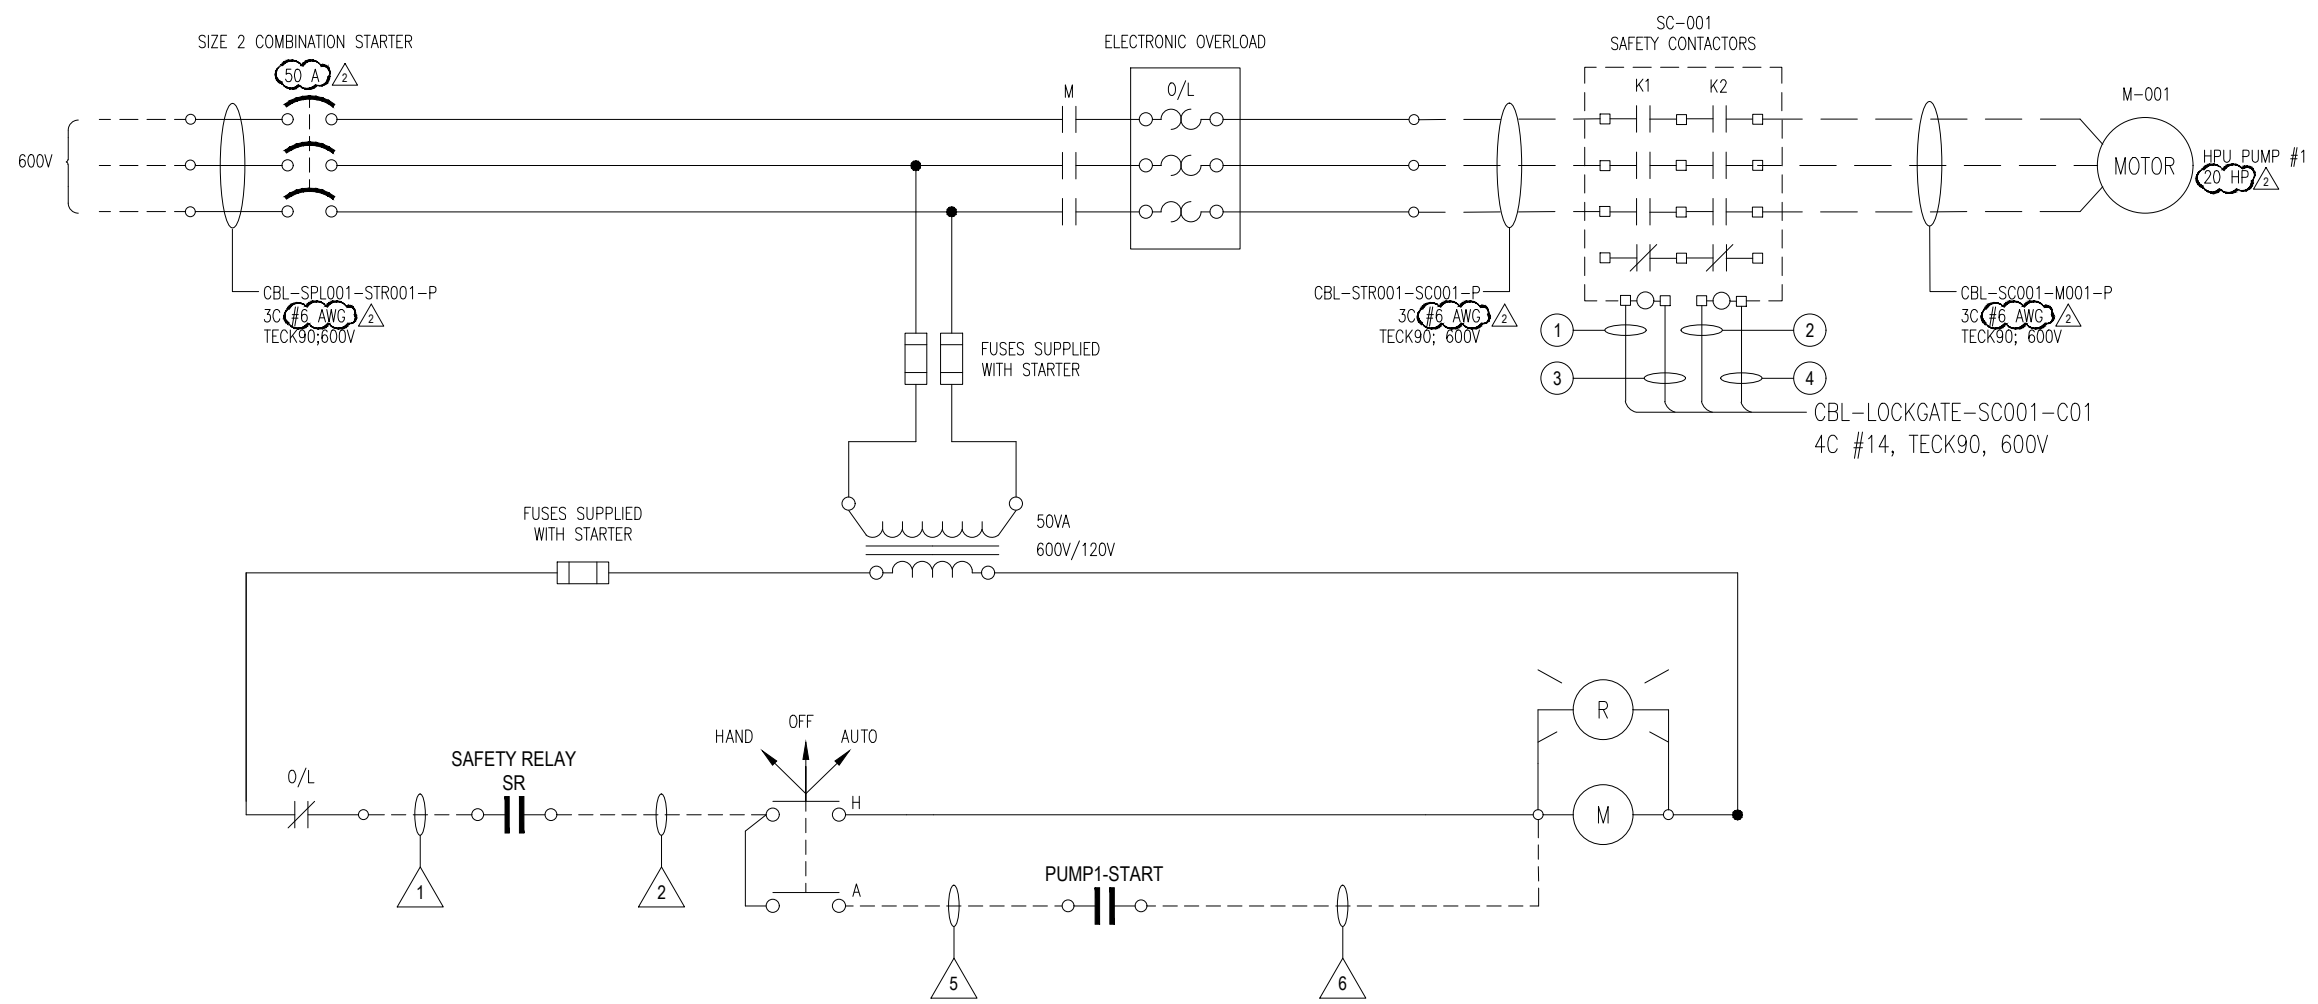 SIZE 2 COMBINATION STARTER
50 A
2
600V
CBL-SPL001-STR001-P
3C #6 AWG
2
TECK90;600V
M
ELECTRONIC OVERLOAD
O/L
SC-001
SAFETY CONTACTORS
K1
K2
M-001
MOTOR
HPU PUMP #1
20 HP
2
CBL-STR001-SC001-P
3C #6 AWG
2
TECK90; 600V
CBL-SC001-M001-P
3C #6 AWG
2
TECK90; 600V
1
2
3
4
CBL-LOCKGATE-SC001-C01
4C #14, TECK90, 600V
FUSES SUPPLIED
WITH STARTER
FUSES SUPPLIED
WITH STARTER
50VA
600V/120V
O/L
SAFETY RELAY
SR
HAND
OFF
AUTO
H
A
R
M
PUMP1-START
1
2
5
6